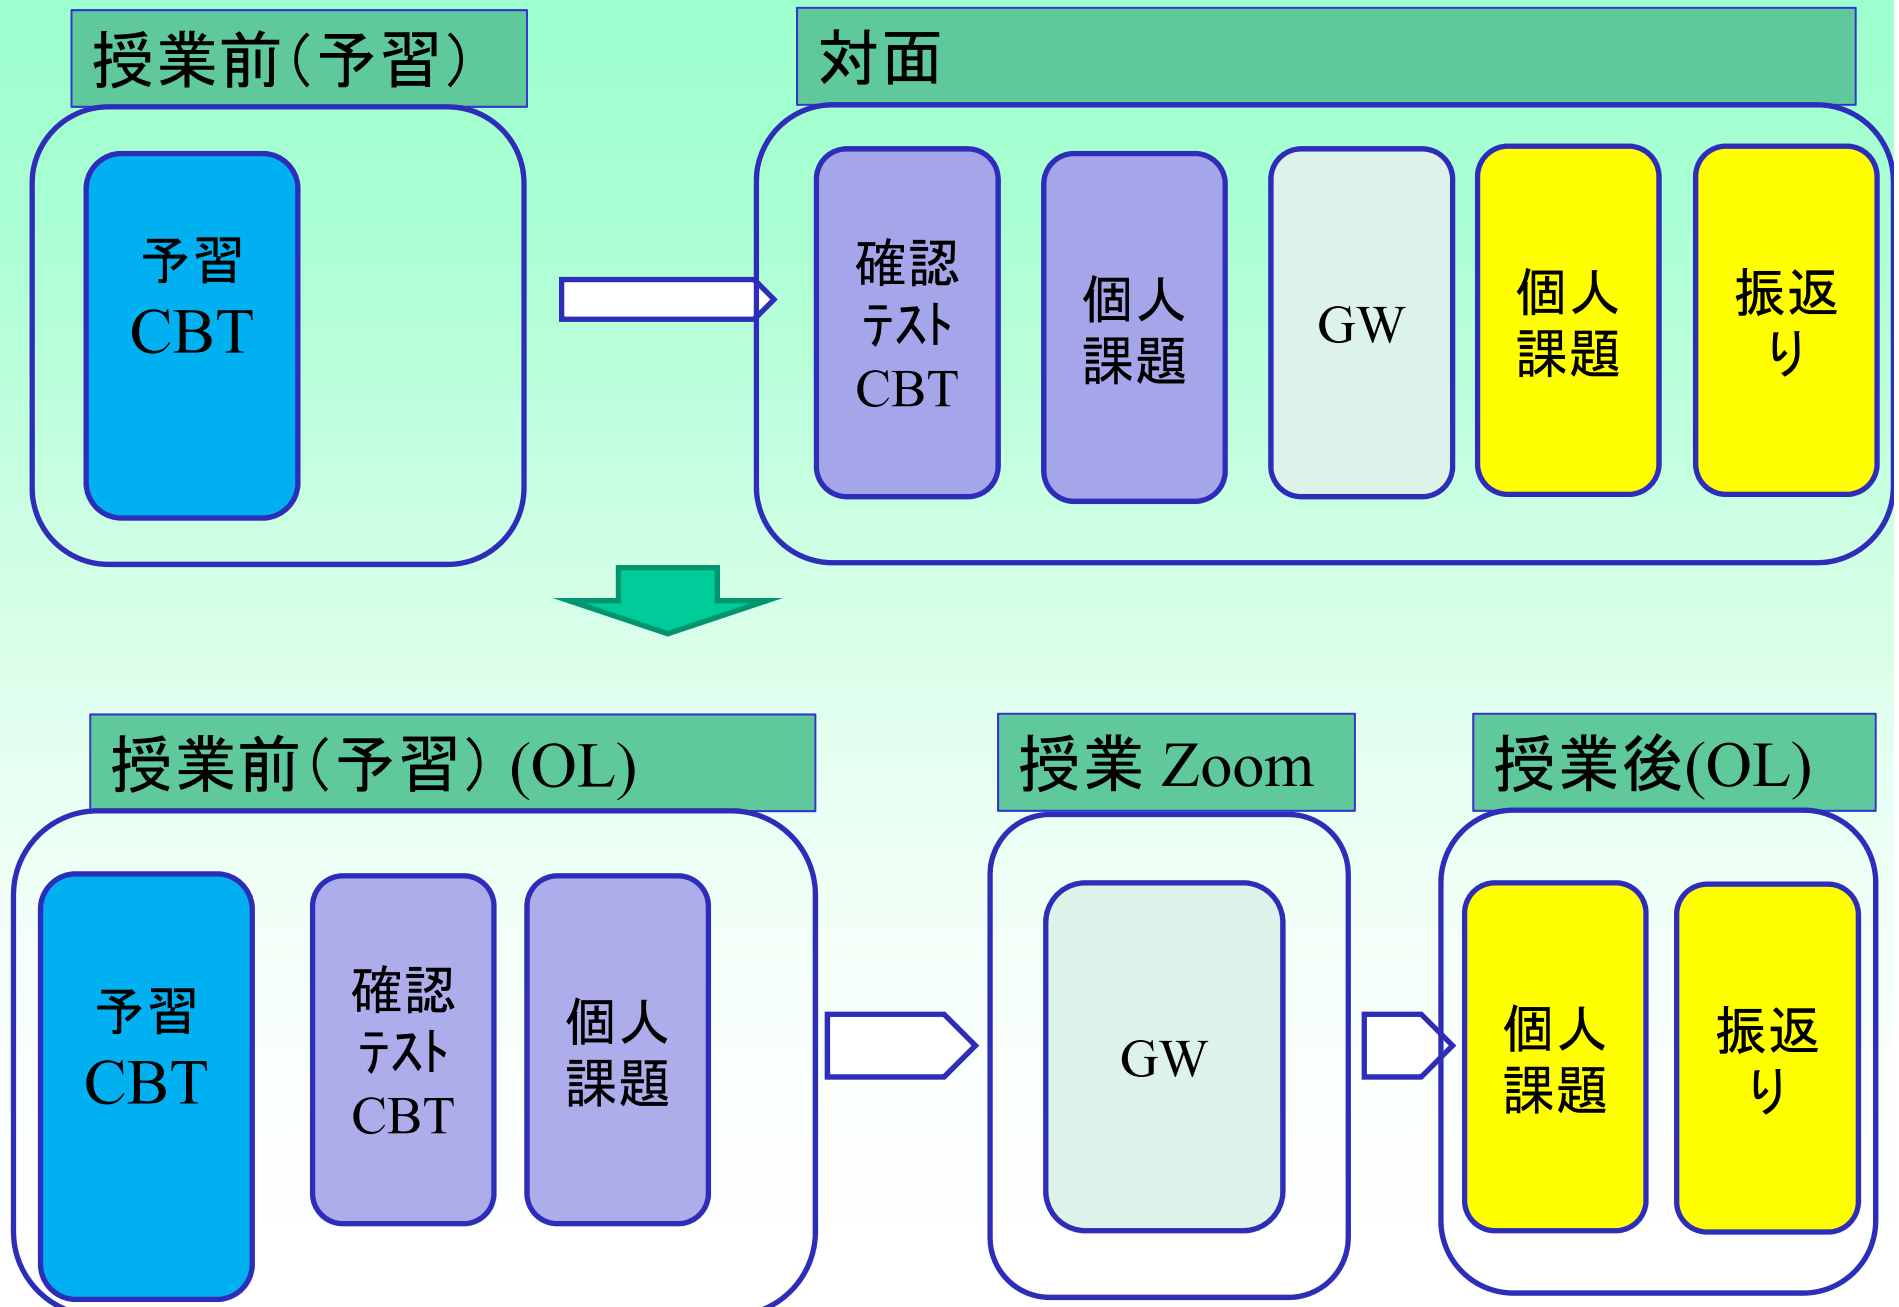 授業前（予習）
対面
予習
CBT
確認
テスト
CBT
個人
課題
GW
個人
課題
振返
り
授業前（予習）(OL)
授業 Zoom
授業後(OL)
予習
CBT
確認
テスト
CBT
個人
課題
GW
個人
課題
振返
り